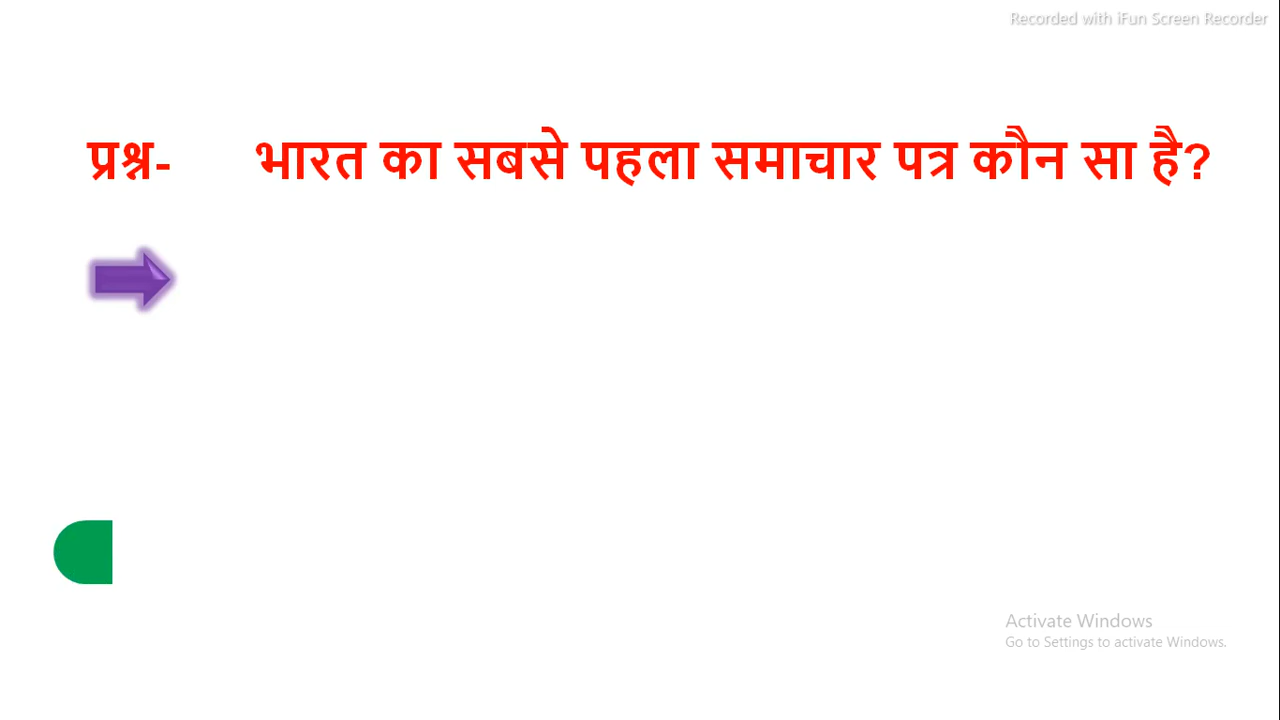 Recorded with iFun Screen Recorder
प्रश्न- भारत का सबसे पहला समाचार पत्र कौन सा है?
Activate Windows
Go to Settings to activate Windows.